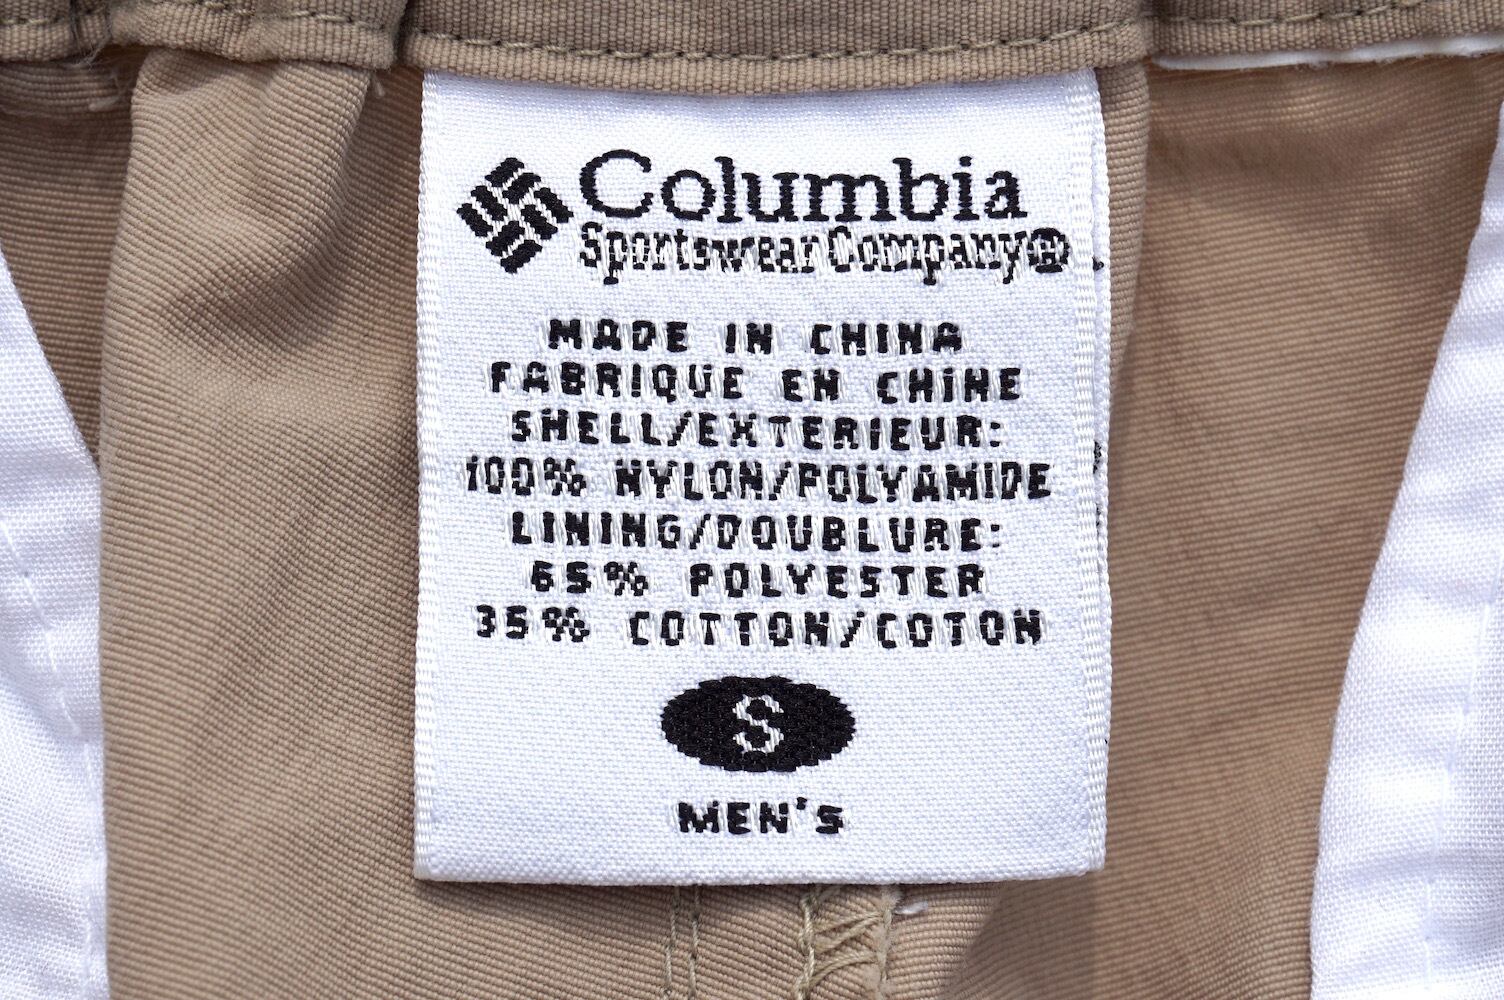 Columbia
Sportswear Company®
MADE IN CHINA
FABRIQUE EN CHINE
SHELL/EXTERIEUR:
100% NYLON/POLYAMIDE
LINING/DOUBLURE:
65% POLYESTER
35% COTTON/COTON
S
MEN'S